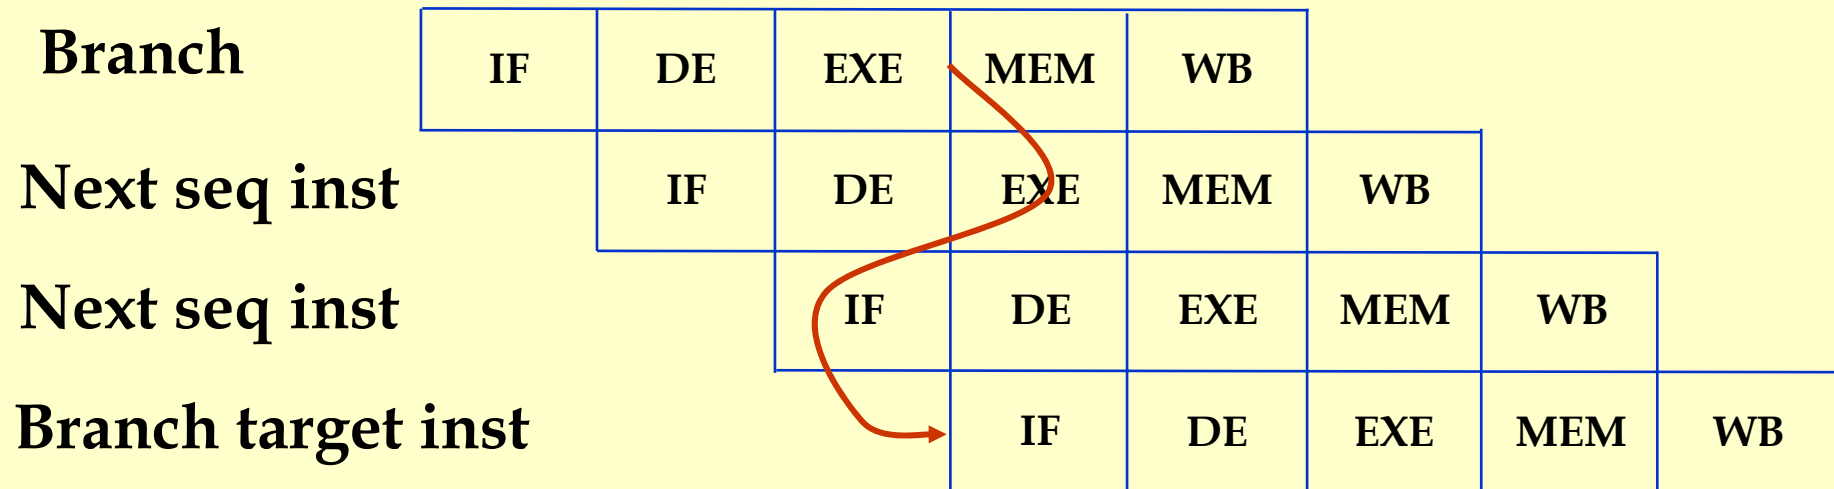 Branch IF DE EXE MEM WB
Next seq inst IF DE EXE MEM WB
Next seq inst IF DE EXE MEM WB
Branch target inst IF DE EXE MEM WB